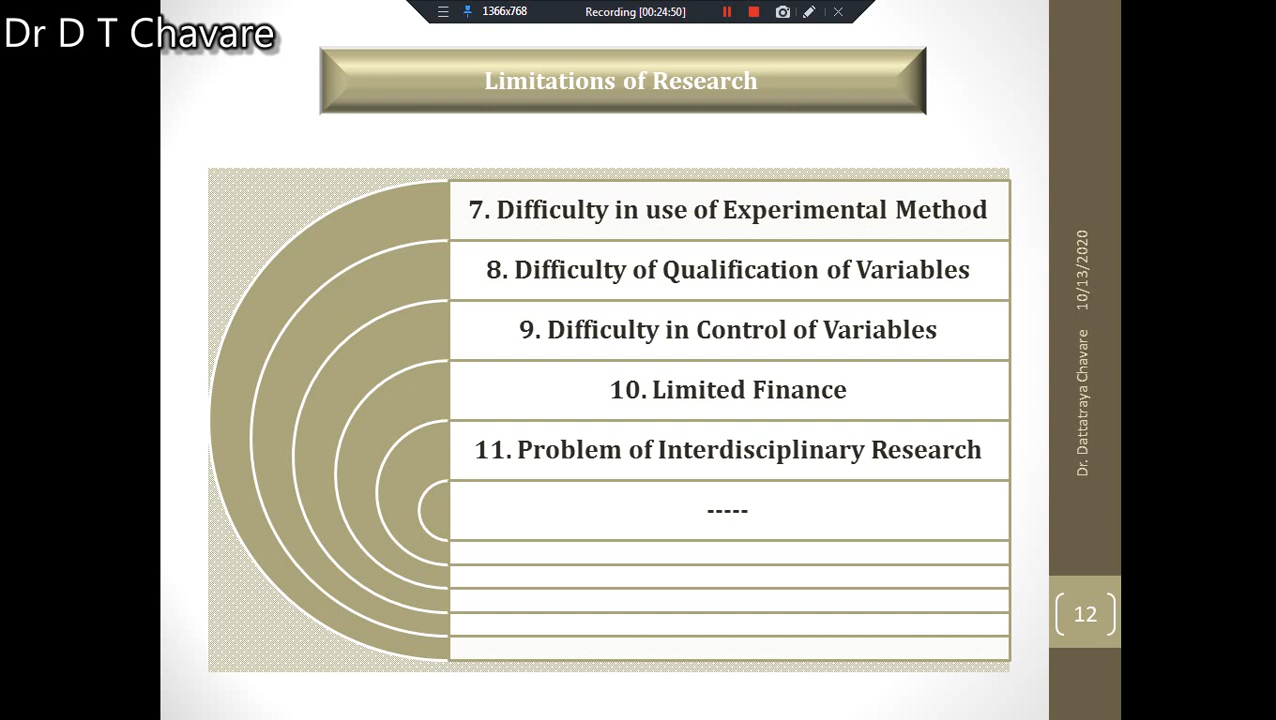 Dr D T Chavare
1366x768
Recording [00:24:50]
Limitations of Research
7. Difficulty in use of Experimental Method
8. Difficulty of Qualification of Variables
9. Difficulty in Control of Variables
10. Limited Finance
11. Problem of Interdisciplinary Research
-----
10/13/2020
Dr. Dattatraya Chavare
12